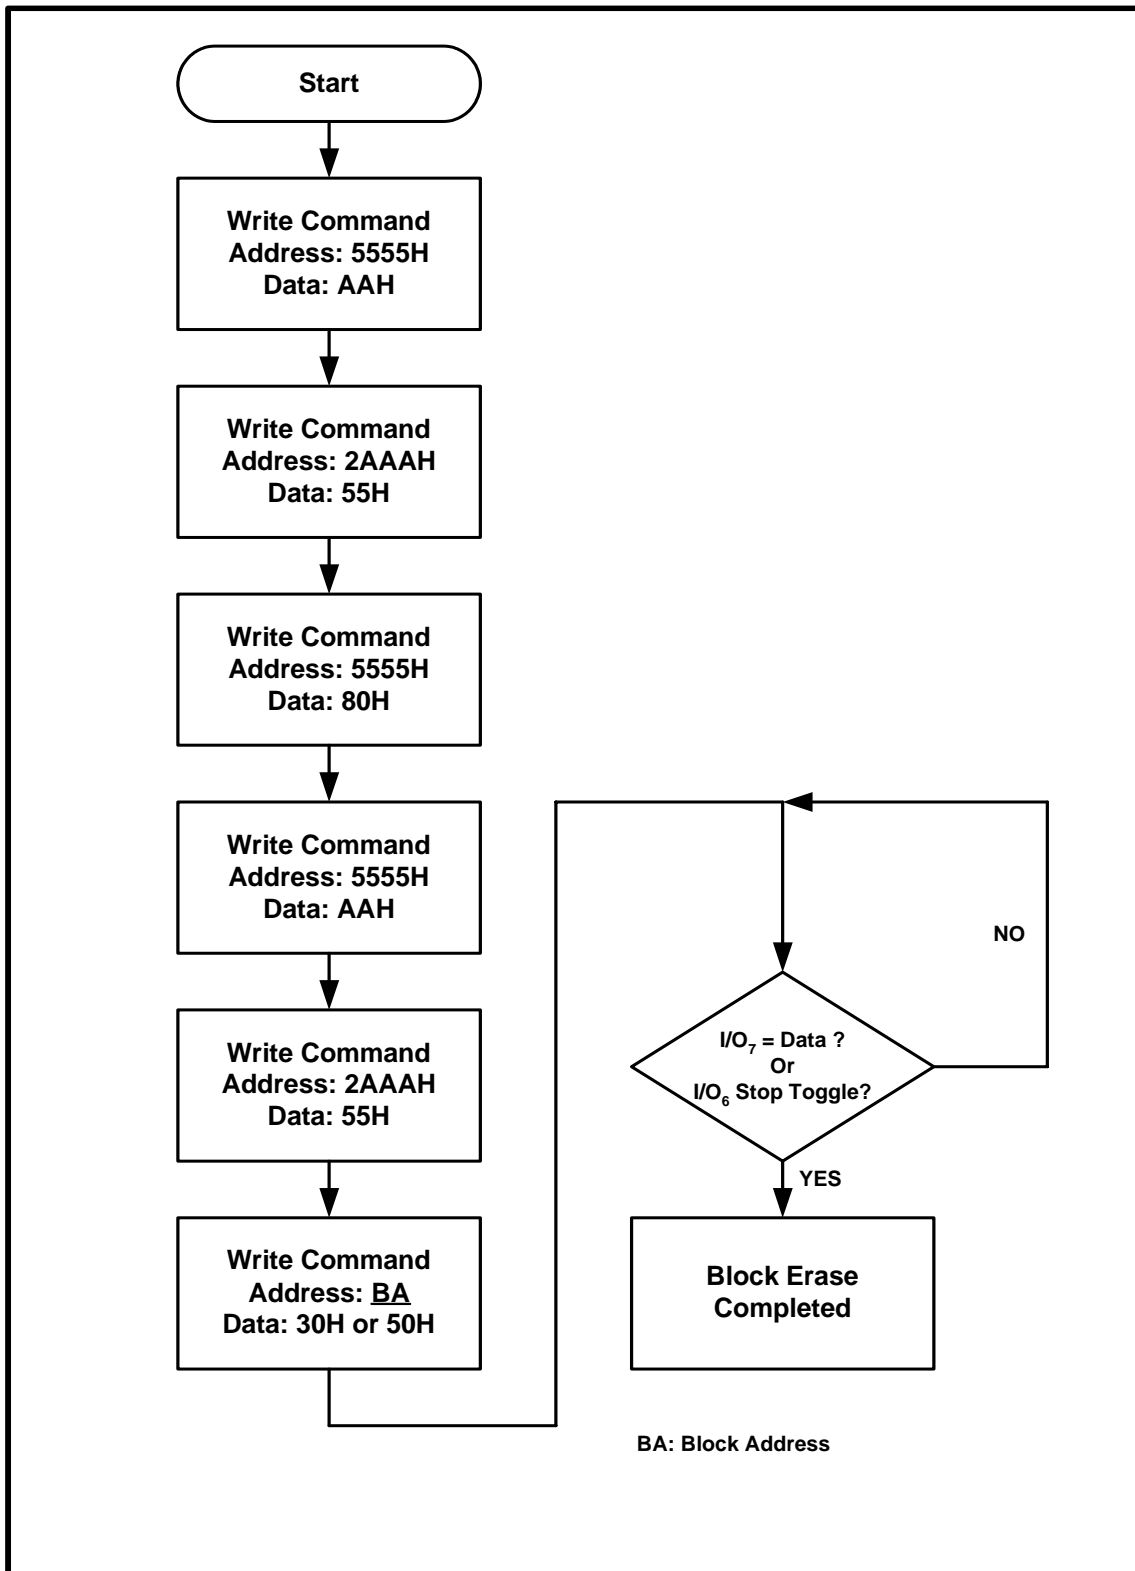 Start
Write Command
Address: 5555H
Data: AAH
Write Command
Address: 2AAAH
Data: 55H
Write Command
Address: 5555H
Data: 80H
Write Command
Address: 5555H
Data: AAH
Write Command
Address: 2AAAH
Data: 55H
Write Command
Address: BA
Data: 30H or 50H
NO
I/O7 = Data ?
Or
I/O6 Stop Toggle?
YES
Block Erase
Completed
BA: Block Address